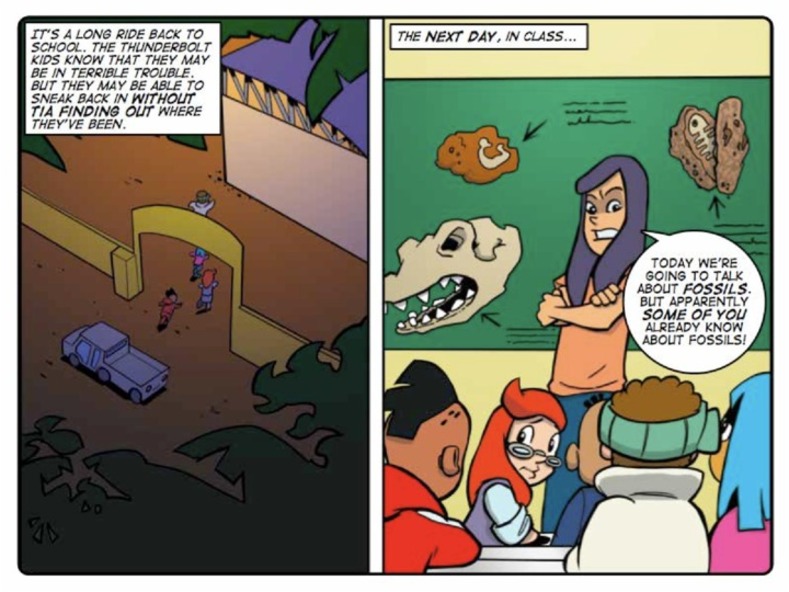 IT'S A LONG RIDE BACK TO
SCHOOL. THE THUNDERBOLT
KIDS KNOW THAT THEY MAY
BE IN TERRIBLE TROUBLE.
BUT THEY MAY BE ABLE TO
SNEAK BACK IN WITHOUT
TIA FINDING OUT WHERE
THEY'VE BEEN.
THE NEXT DAY, IN CLASS...
TODAY WE'RE
GOING TO TALK
ABOUT FOSSILS.
BUT APPARENTLY
SOME OF YOU
ALREADY KNOW
ABOUT FOSSILS!